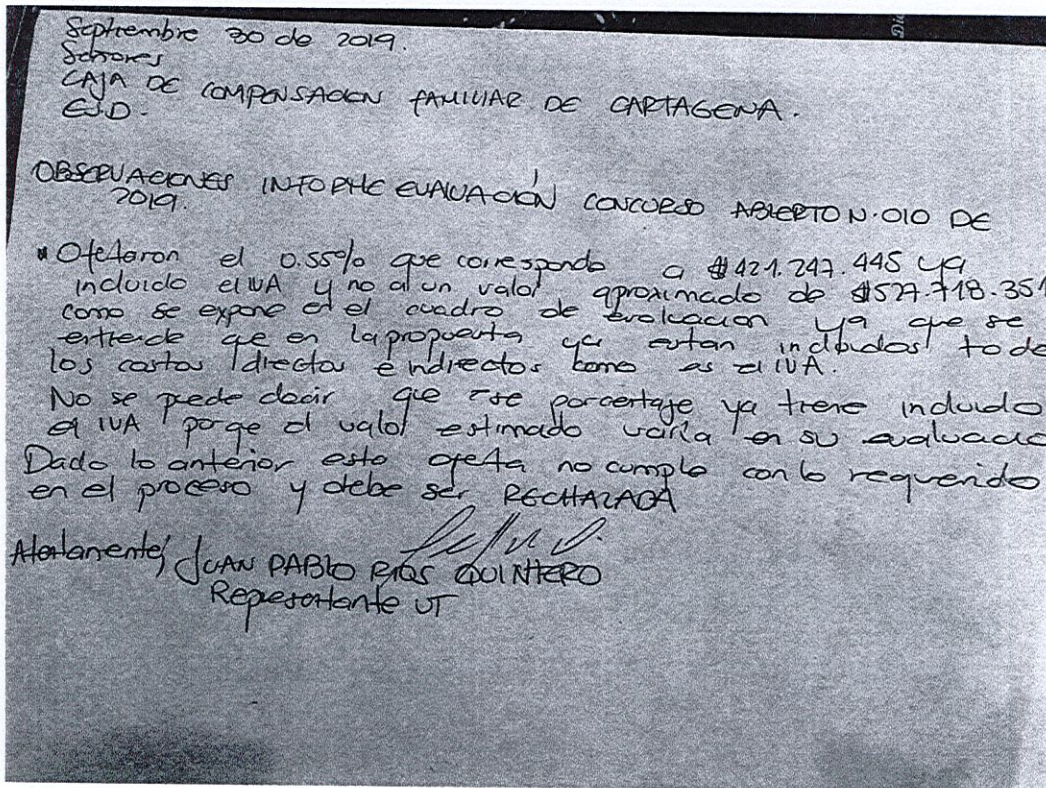 Septiembre 30 de 2019.
Señores
CAJA DE COMPENSACION FAMILIAR DE CARTAGENA.
E.S.D.
OBSERVACIONES INFORME EVALUACIÓN CONCURSO ABIERTO N.010 DE
2019.
* Ofertaron el 0.55% que corresponde a $421.247.445 ya
incluido el IVA y no a un valor aproximado de $527.718.351
como se expone en el cuadro de evaluacion ya que se
entiende que en la propuesta ya estan incluidos todo
los costos directos e indirectos como es el IVA.
No se puede decir que ese porcentaje ya tiene incluido
el IVA porqe el valor estimado varia en su evaluacio
Dado lo anterior esta oferta no cumple con lo requerido
en el proceso y debe ser RECHAZADA
Atentamente, JUAN PABLO RIOS QUINTERO
Representante UT